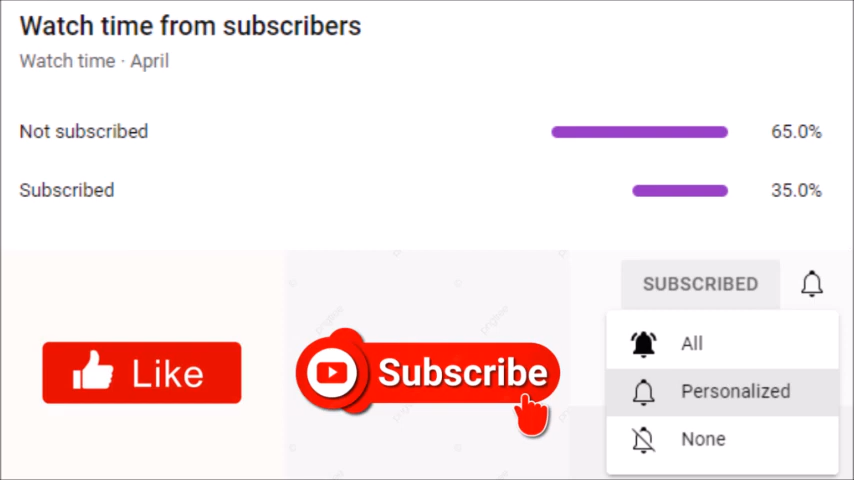 Watch time from subscribers
Watch time · April
Not subscribed 65.0%
Subscribed 35.0%
SUBSCRIBED
Like
Subscribe
All
Personalized
None